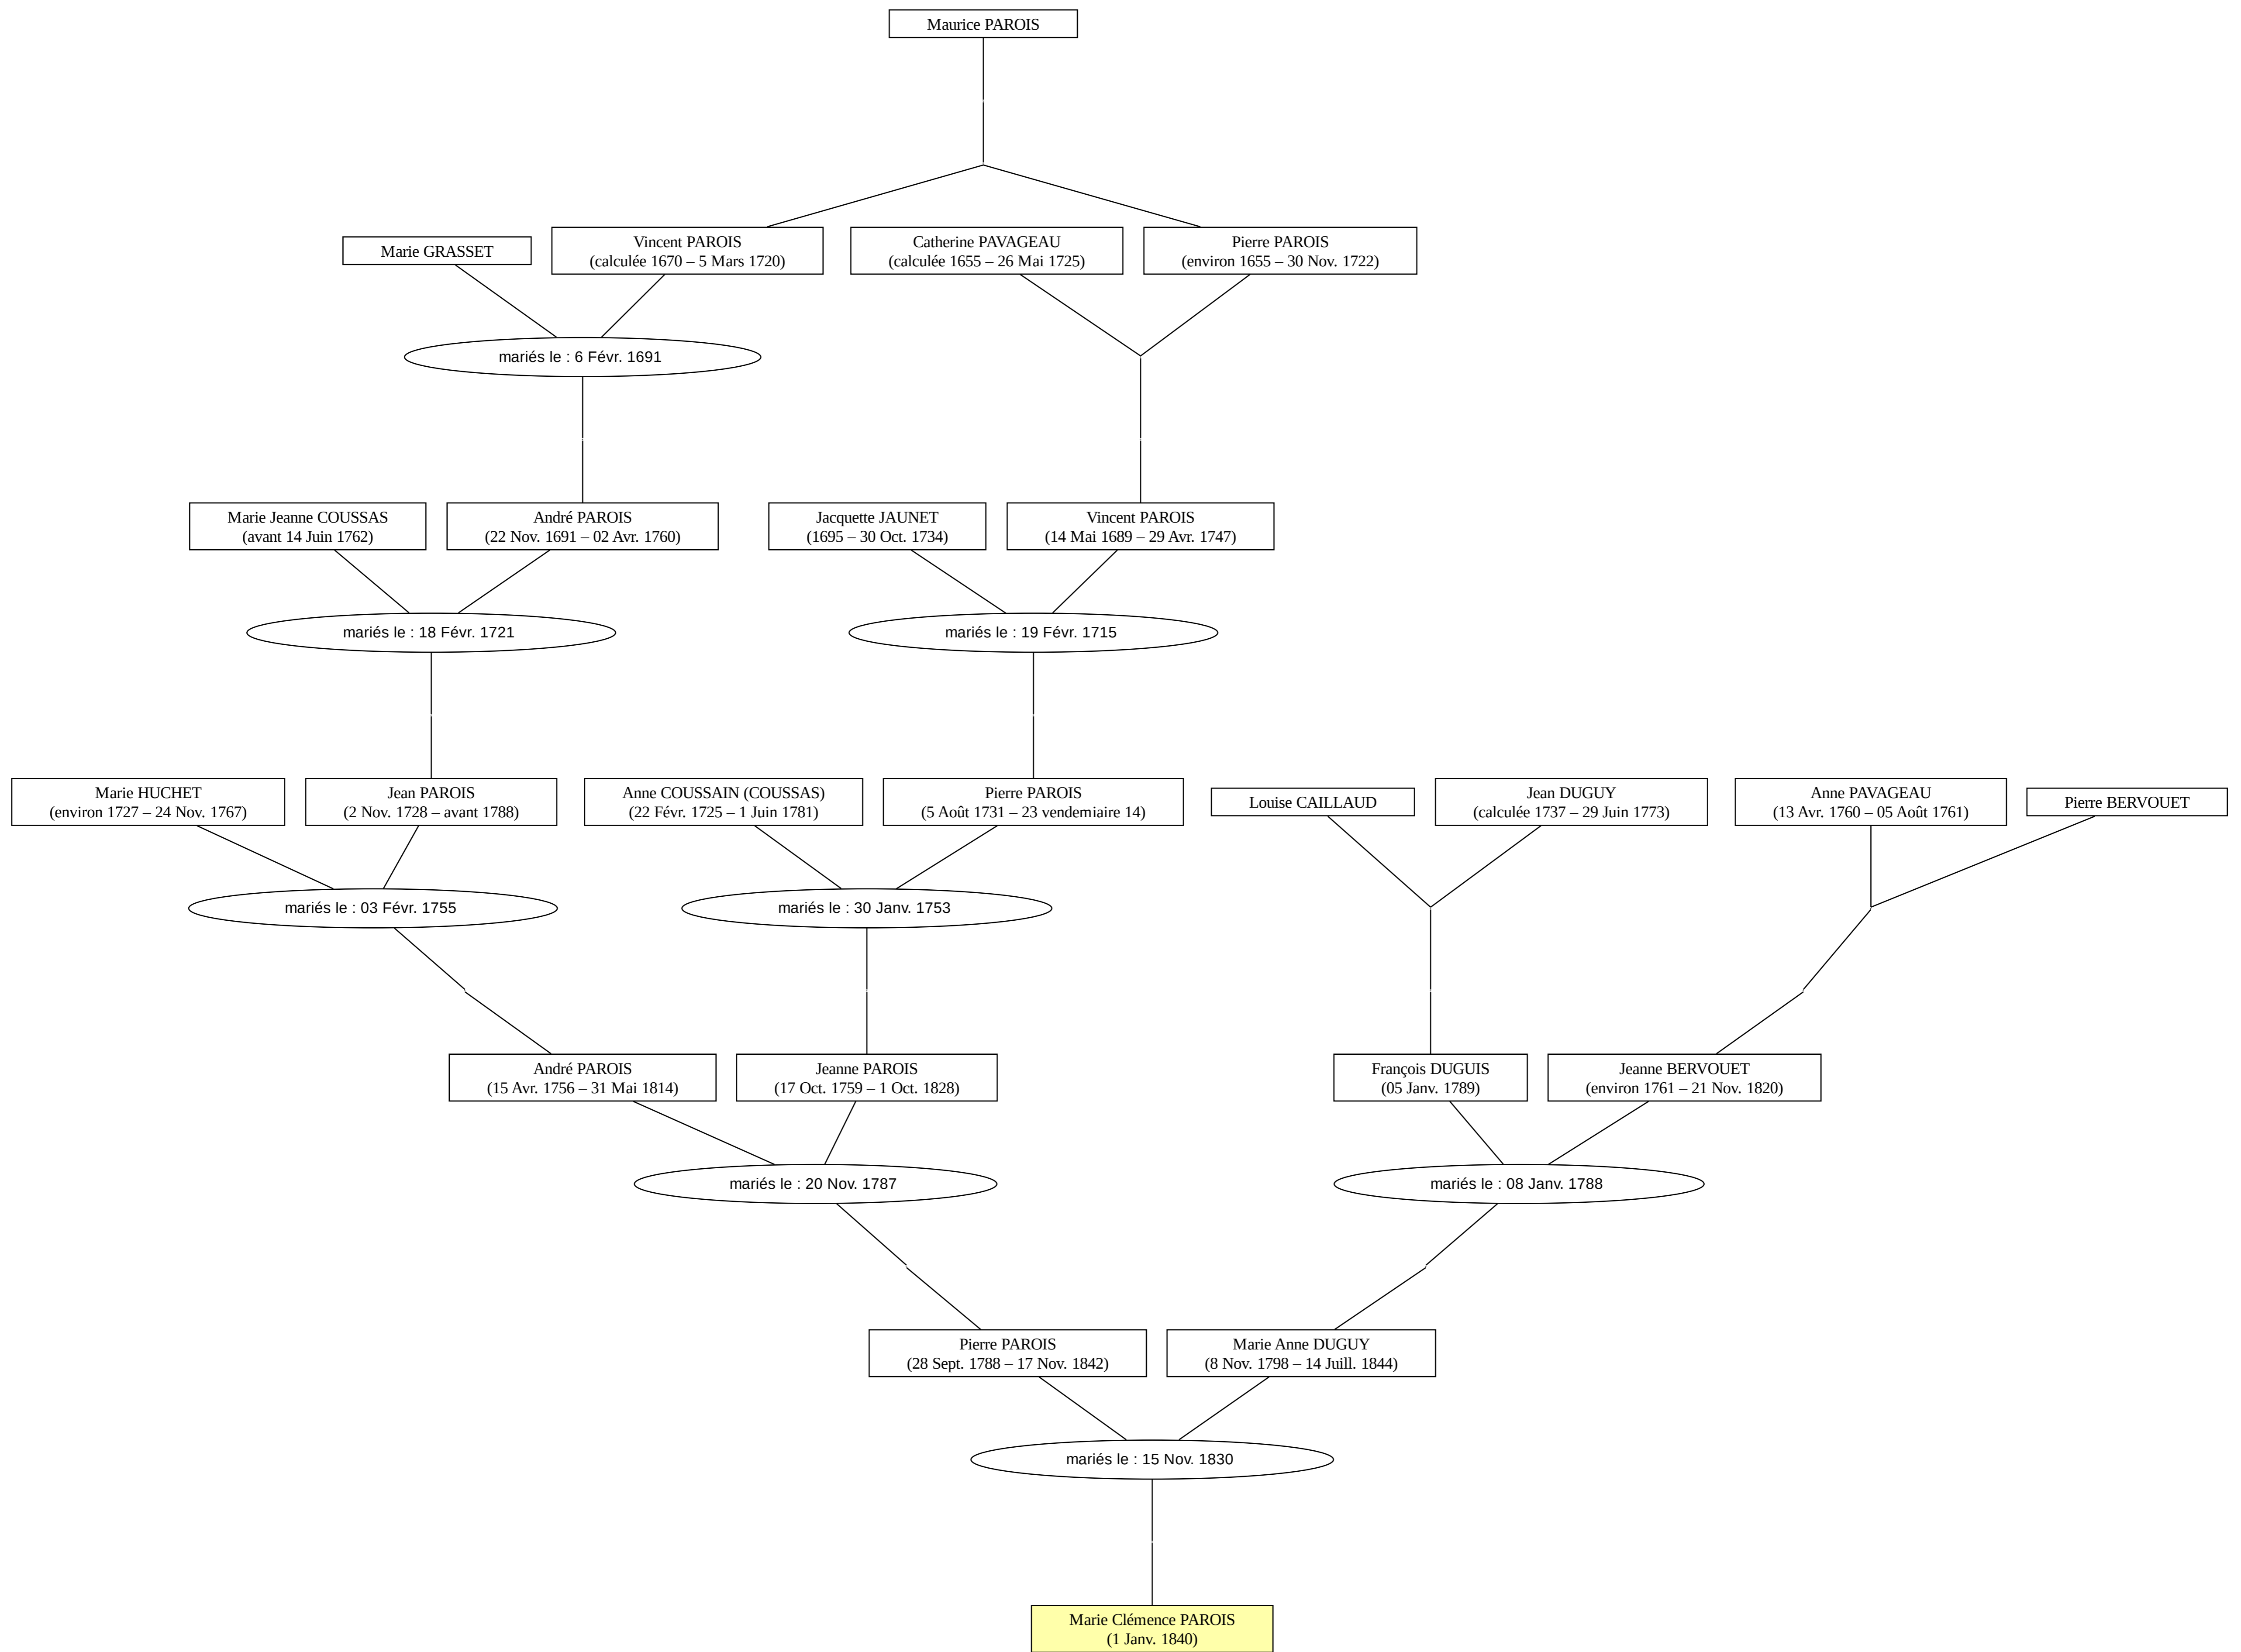 Maurice PAROIS
Marie GRASSET
Vincent PAROIS
(calculée 1670 – 5 Mars 1720)
Catherine PAVAGEAU
(calculée 1655 – 26 Mai 1725)
Pierre PAROIS
(environ 1655 – 30 Nov. 1722)
mariés le : 6 Févr. 1691
Marie Jeanne COUSSAS
(avant 14 Juin 1762)
André PAROIS
(22 Nov. 1691 – 02 Avr. 1760)
Jacquette JAUNET
(1695 – 30 Oct. 1734)
Vincent PAROIS
(14 Mai 1689 – 29 Avr. 1747)
mariés le : 18 Févr. 1721
mariés le : 19 Févr. 1715
Marie HUCHET
(environ 1727 – 24 Nov. 1767)
Jean PAROIS
(2 Nov. 1728 – avant 1788)
Anne COUSSAIN (COUSSAS)
(22 Févr. 1725 – 1 Juin 1781)
Pierre PAROIS
(5 Août 1731 – 23 vendemiaire 14)
Louise CAILLAUD
Jean DUGUY
(calculée 1737 – 29 Juin 1773)
Anne PAVAGEAU
(13 Avr. 1760 – 05 Août 1761)
Pierre BERVOUET
mariés le : 03 Févr. 1755
mariés le : 30 Janv. 1753
André PAROIS
(15 Avr. 1756 – 31 Mai 1814)
Jeanne PAROIS
(17 Oct. 1759 – 1 Oct. 1828)
François DUGUIS
(05 Janv. 1789)
Jeanne BERVOUET
(environ 1761 – 21 Nov. 1820)
mariés le : 20 Nov. 1787
mariés le : 08 Janv. 1788
Pierre PAROIS
(28 Sept. 1788 – 17 Nov. 1842)
Marie Anne DUGUY
(8 Nov. 1798 – 14 Juill. 1844)
mariés le : 15 Nov. 1830
Marie Clémence PAROIS
(1 Janv. 1840)